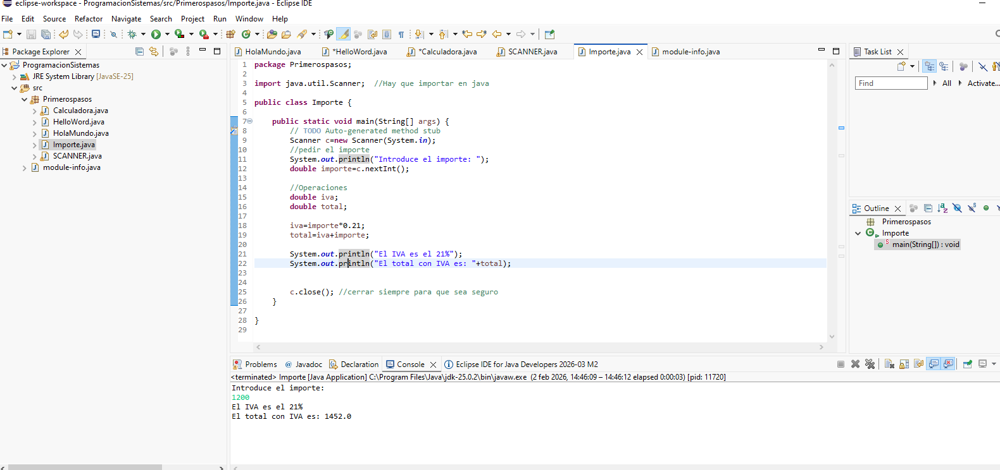 eclipse-workspace - ProgramacionSistemas/src/Primerospasos/Importe.java - Eclipse IDE
File Edit Source Refactor Navigate Search Project Run Window Help
Package Explorer
HolaMundo.java *HelloWord.java *Calculadora.java SCANNER.java Importe.java module-info.java
Task List
ProgramacionSistemas
JRE System Library [JavaSE-25]
src
Primerospasos
Calculadora.java
HelloWord.java
HolaMundo.java
Importe.java
SCANNER.java
module-info.java
1 package Primerospasos;
2
3 import java.util.Scanner;  //Hay que importar en java
4
5 public class Importe {
6
7     public static void main(String[] args) {
8         // TODO Auto-generated method stub
9         Scanner c=new Scanner(System.in);
10         //pedir el importe
11         System.out.println("Introduce el importe: ");
12         double importe=c.nextInt();
13
14         //Operaciones
15         double iva;
16         double total;
17
18         iva=importe*0.21;
19         total=iva+importe;
20
21         System.out.println("El IVA es el 21%");
22         System.out.println("El total con IVA es: "+total);
23
24
25         c.close(); //cerrar siempre para que sea seguro
26     }
27
28 }
29
Find All Activate...
Outline
Primerospasos
Importe
main(String[]) : void
Problems Javadoc Declaration Console Eclipse IDE for Java Developers 2026-03 M2
<terminated> Importe [Java Application] C:\Program Files\Java\jdk-25.0.2\bin\javaw.exe (2 feb 2026, 14:46:09 – 14:46:12 elapsed 0:00:03) [pid: 11720]
Introduce el importe:
1200
El IVA es el 21%
El total con IVA es: 1452.0